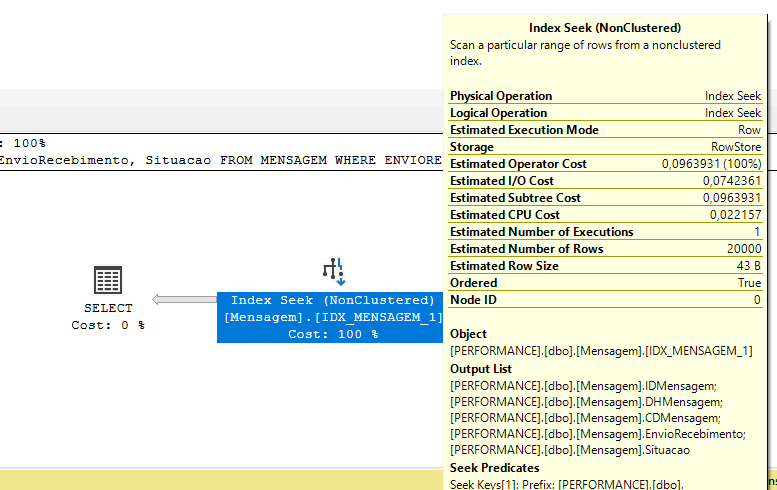 : 100%
EnvioRecebimento, Situacao FROM MENSAGEM WHERE ENVIORE
SELECT
Cost: 0 %
Index Seek (NonClustered)
[Mensagem].[IDX_MENSAGEM_1]
Cost: 100 %
Index Seek (NonClustered)
Scan a particular range of rows from a nonclustered
index.
Physical Operation Index Seek
Logical Operation Index Seek
Estimated Execution Mode Row
Storage RowStore
Estimated Operator Cost 0,0963931 (100%)
Estimated I/O Cost 0,0742361
Estimated Subtree Cost 0,0963931
Estimated CPU Cost 0,022157
Estimated Number of Executions 1
Estimated Number of Rows 20000
Estimated Row Size 43 B
Ordered True
Node ID 0
Object
[PERFORMANCE].[dbo].[Mensagem].[IDX_MENSAGEM_1]
Output List
[PERFORMANCE].[dbo].[Mensagem].IDMensagem;
[PERFORMANCE].[dbo].[Mensagem].DHMensagem;
[PERFORMANCE].[dbo].[Mensagem].CDMensagem;
[PERFORMANCE].[dbo].[Mensagem].EnvioRecebimento;
[PERFORMANCE].[dbo].[Mensagem].Situacao
Seek Predicates
Seek Keys[1]: Prefix: [PERFORMANCE].[dbo].